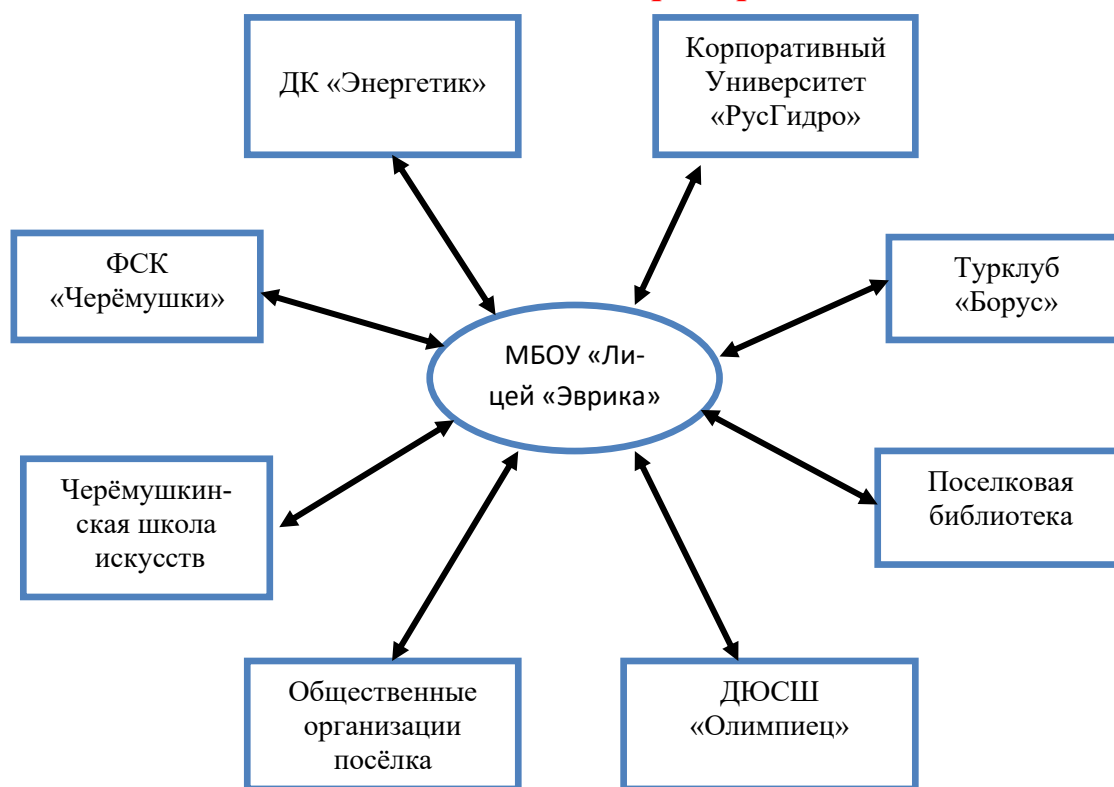 ДК «Энергетик»
Корпоративный
Университет
«РусГидро»
ФСК
«Черёмушки»
Турклуб
«Борус»
МБОУ «Ли-
цей «Эврика»
Черёмушкин-
ская школа
искусств
Поселковая
библиотека
Общественные
организации
посёлка
ДЮСШ
«Олимпиец»